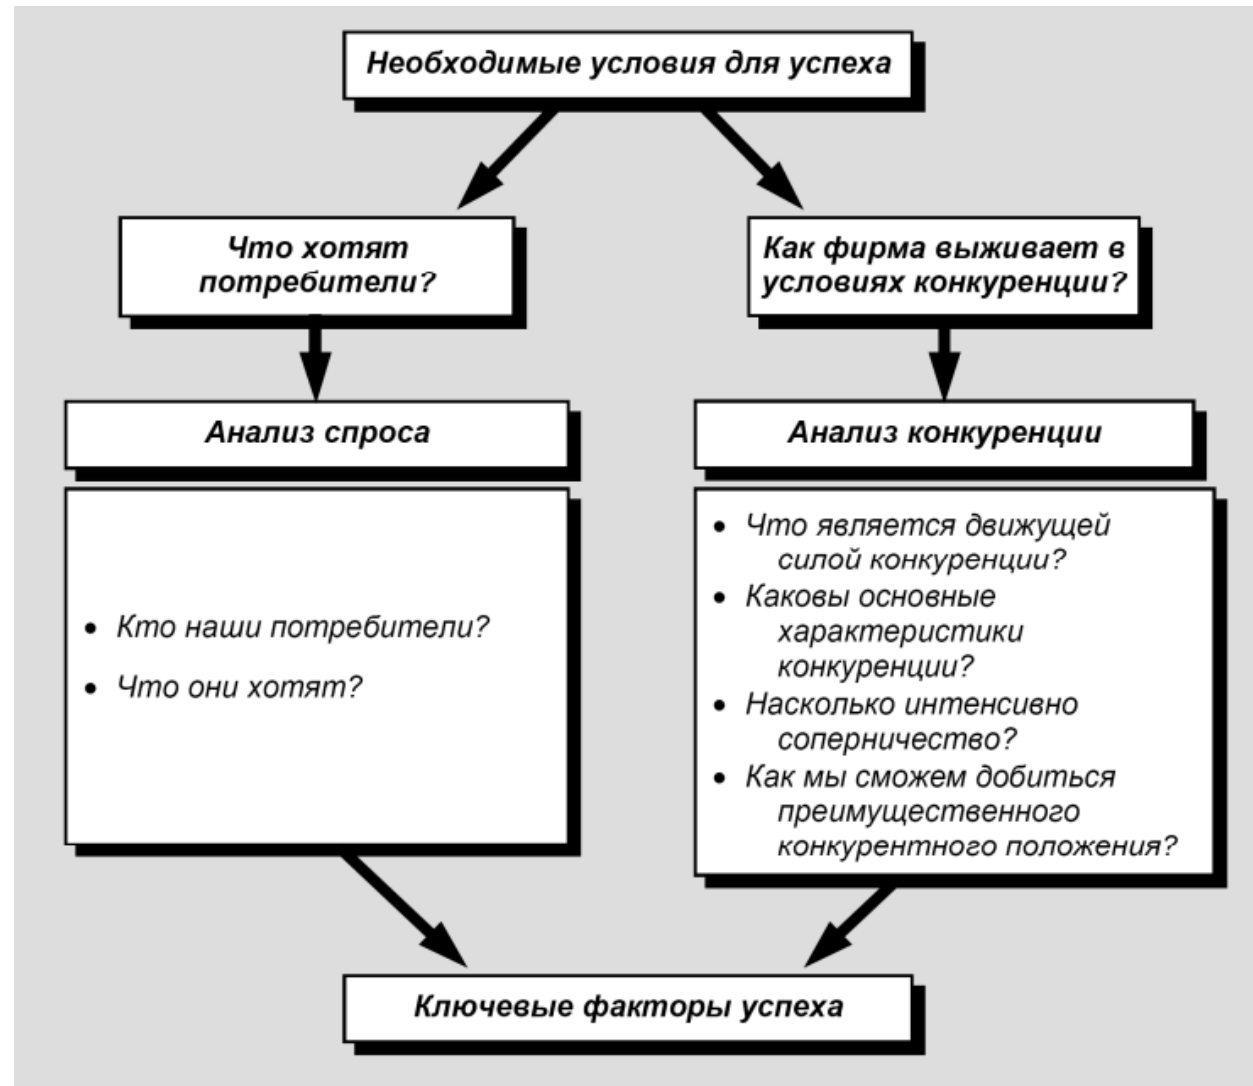 Необходимые условия для успеха
Что хотят
потребители?
Как фирма выживает в
условиях конкуренции?
Анализ спроса
• Кто наши потребители?
• Что они хотят?
Анализ конкуренции
• Что является движущей
силой конкуренции?
• Каковы основные
характеристики
конкуренции?
• Насколько интенсивно
соперничество?
• Как мы сможем добиться
преимущественного
конкурентного положения?
Ключевые факторы успеха